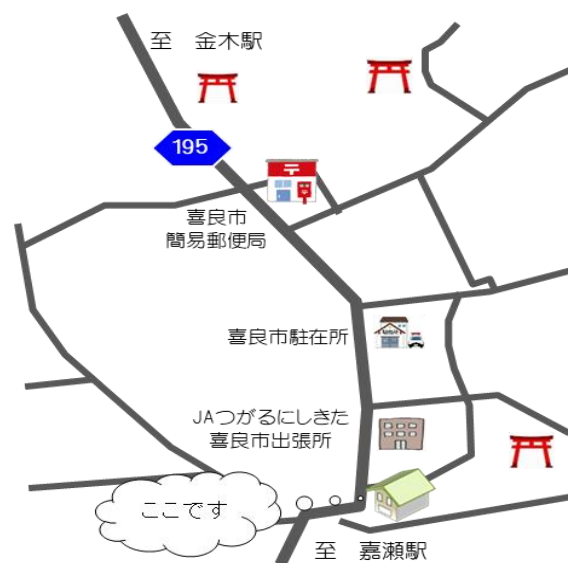 至　金木駅
195
喜良市
簡易郵便局
喜良市駐在所
JAつがるにしきた
喜良市出張所
ここです
至　嘉瀬駅